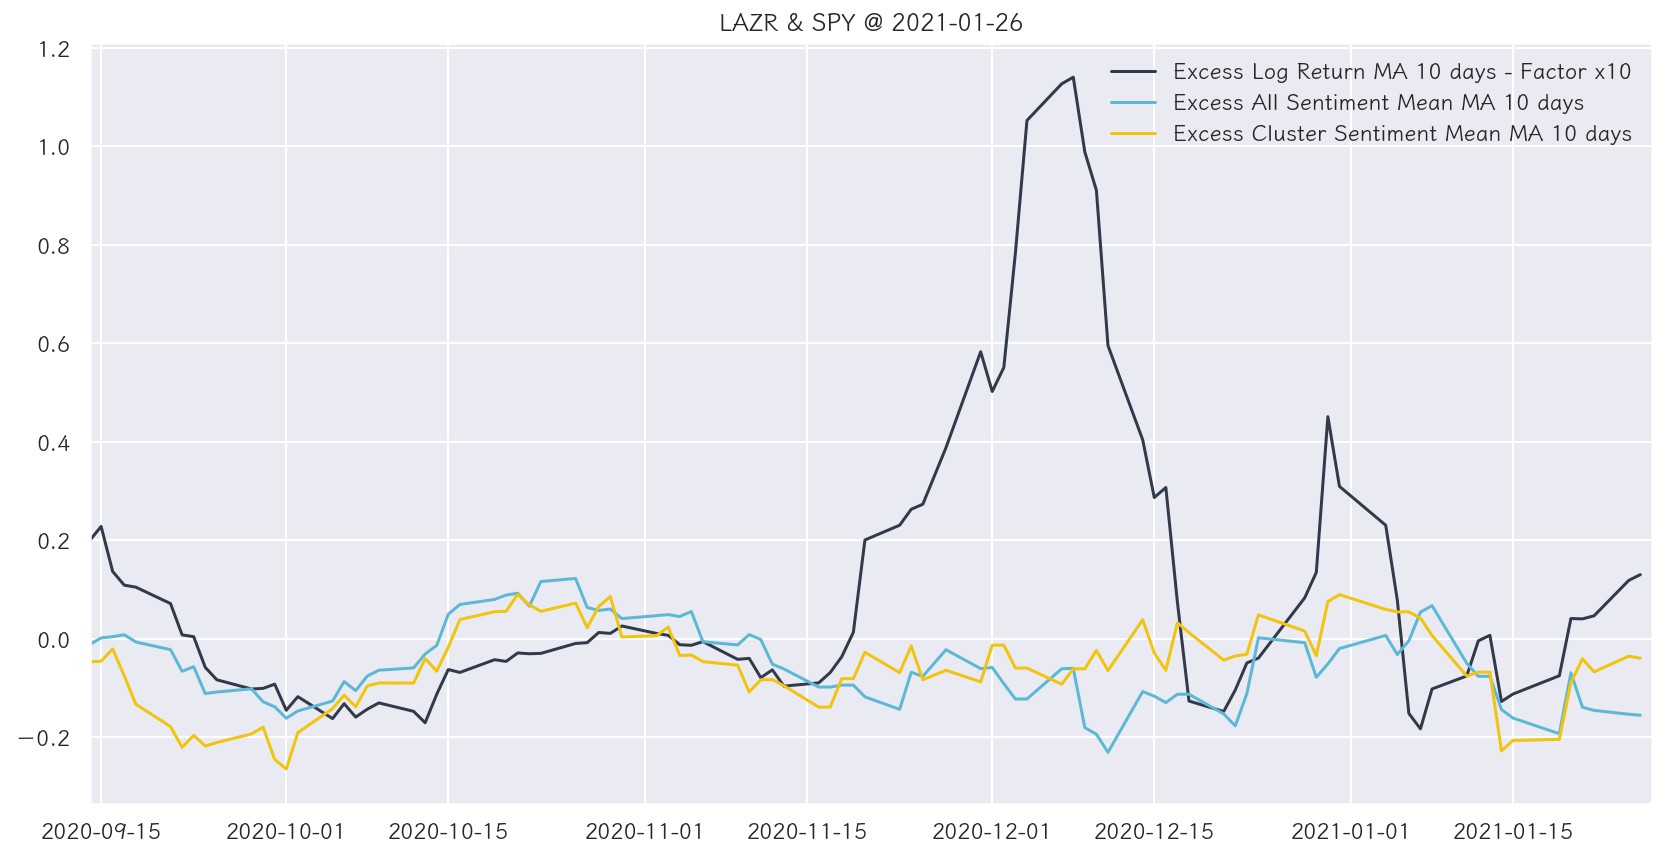 LAZR & SPY @ 2021-01-26
Excess Log Return MA 10 days - Factor x10
Excess All Sentiment Mean MA 10 days
Excess Cluster Sentiment Mean MA 10 days
1.2
1.0
0.8
0.6
0.4
0.2
0.0
−0.2
2020-09-15 2020-10-01 2020-10-15 2020-11-01 2020-11-15 2020-12-01 2020-12-15 2021-01-01 2021-01-15